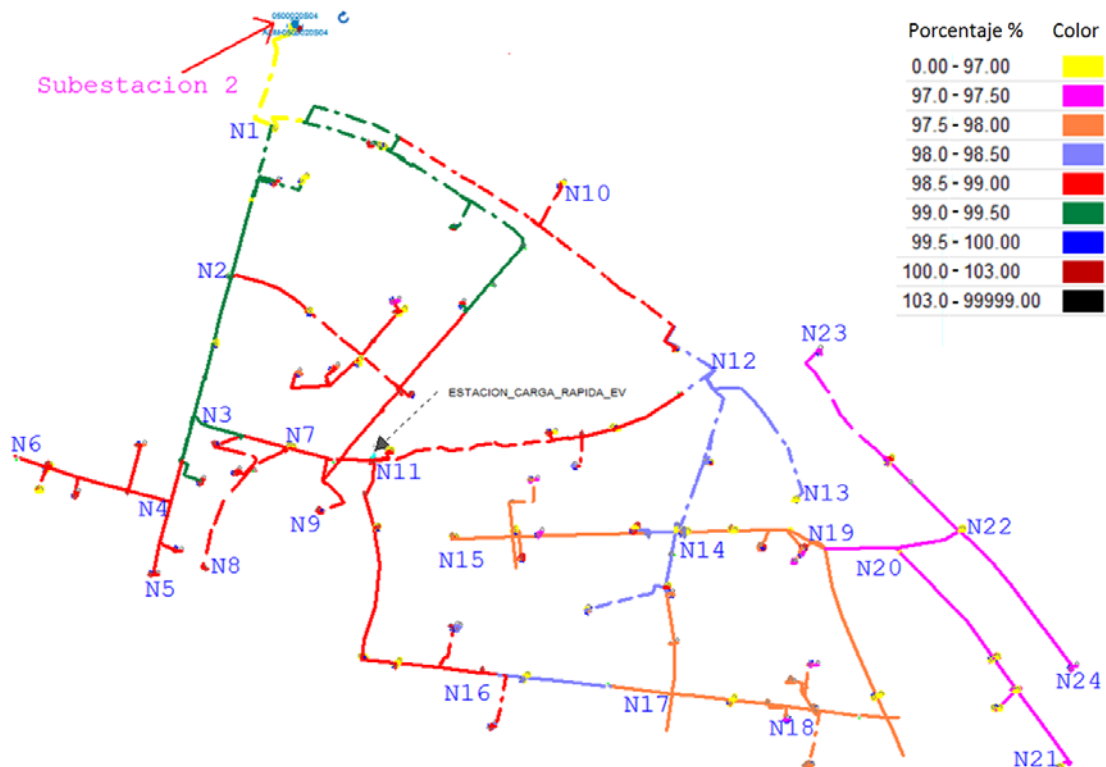 0500020S04
Subestacion 2
N1
N10
N2
N12
N23
ESTACION_CARGA_RAPIDA_EV
N3
N6
N7
N11
N4
N9
N13
N8
N5
N15
N14
N19
N20
N22
N16
N17
N18
N24
N21
Porcentaje % Color
0.00 - 97.00
97.0 - 97.50
97.5 - 98.00
98.0 - 98.50
98.5 - 99.00
99.0 - 99.50
99.5 - 100.00
100.0 - 103.00
103.0 - 99999.00